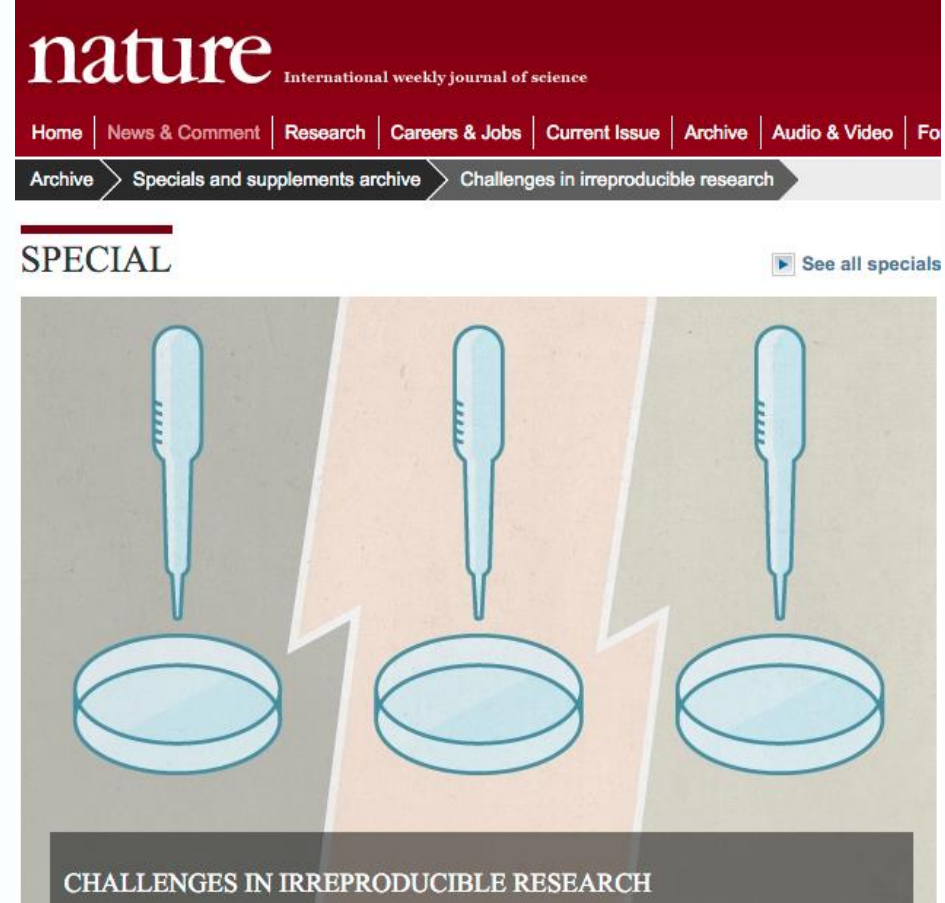 nature International weekly journal of science
Home News & Comment Research Careers & Jobs Current Issue Archive Audio & Video
Archive Specials and supplements archive Challenges in irreproducible research
SPECIAL
See all specials
CHALLENGES IN IRREPRODUCIBLE RESEARCH